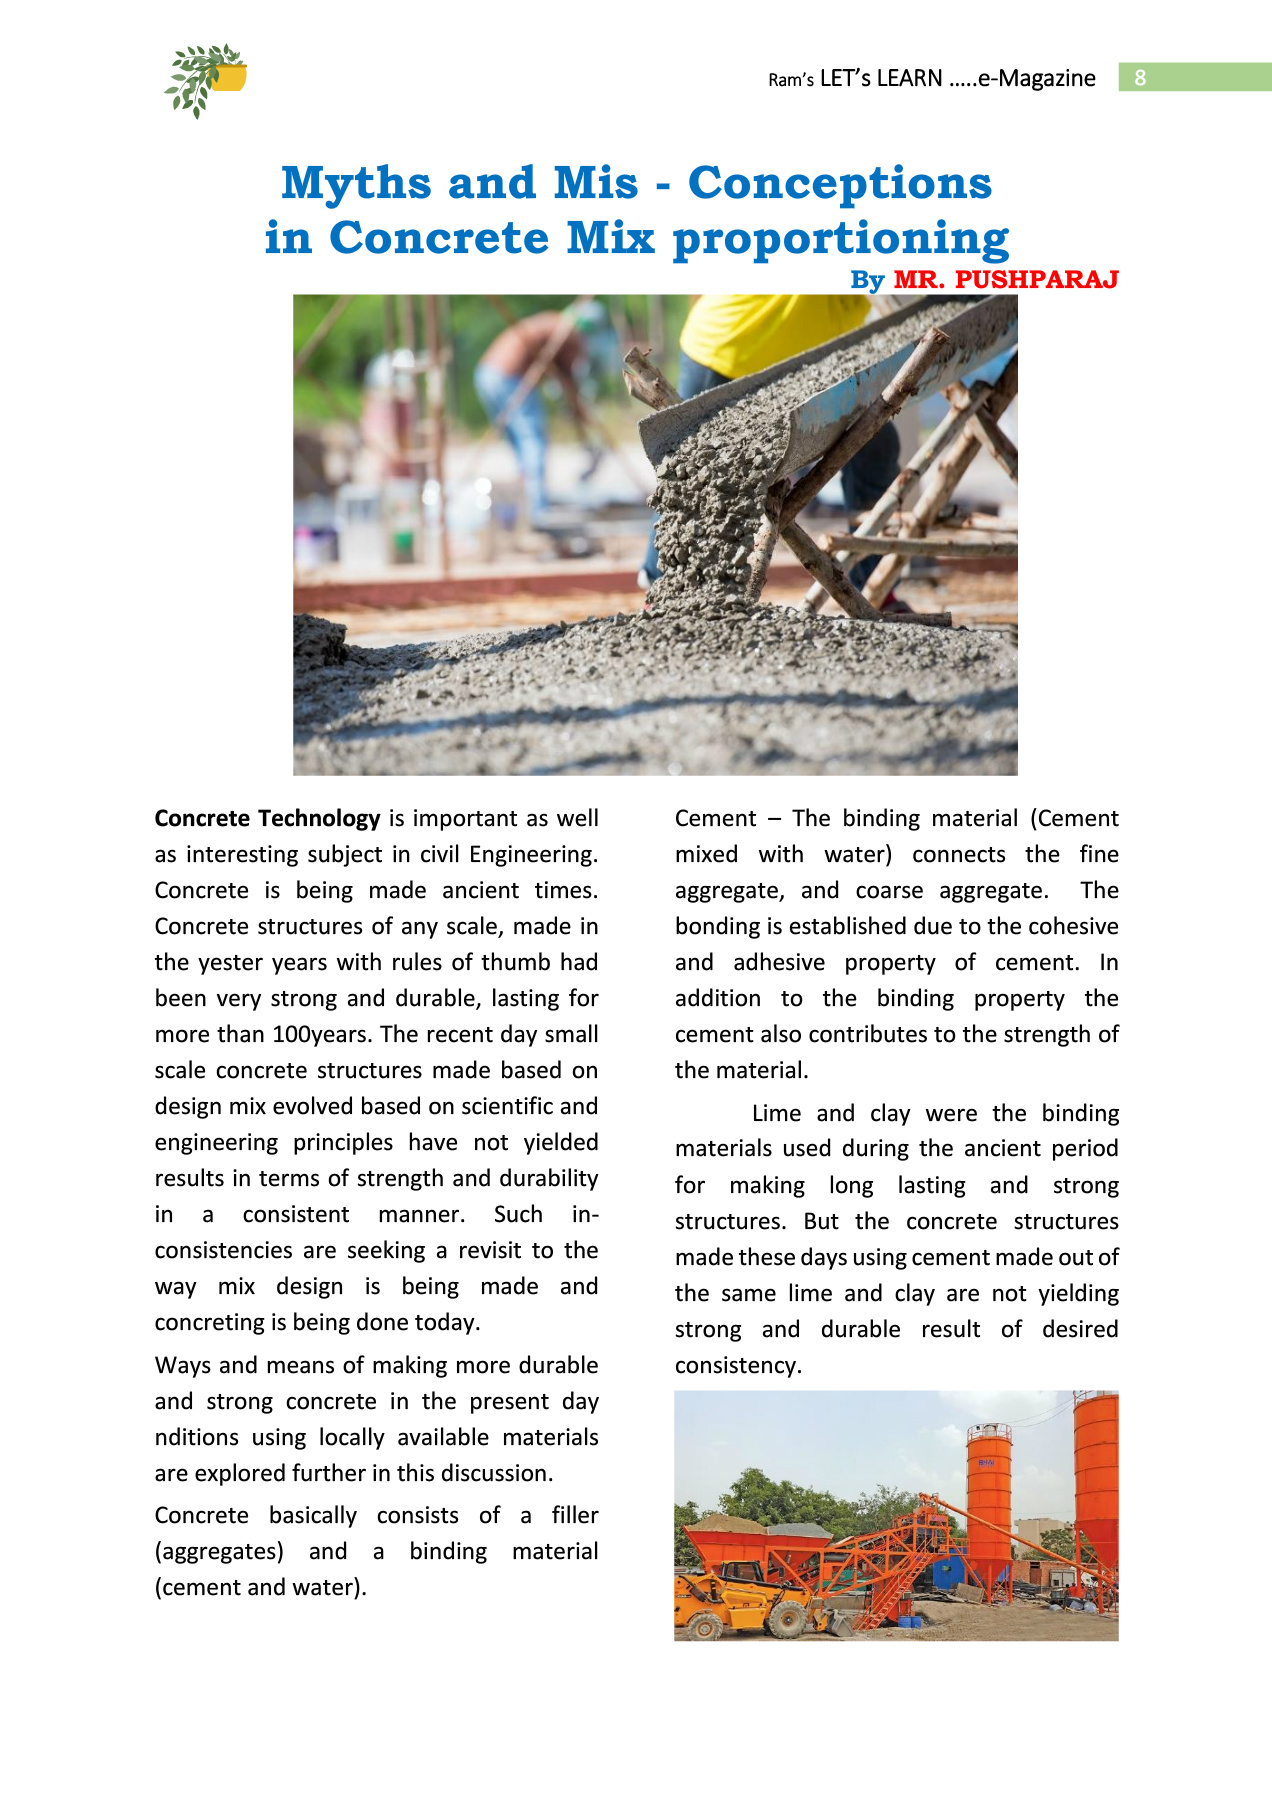 Ram's LET's LEARN .....e-Magazine 8
Myths and Mis - Conceptions
in Concrete Mix proportioning
By MR. PUSHPARAJ
Concrete Technology is important as well
as interesting subject in civil Engineering.
Concrete is being made ancient times.
Concrete structures of any scale, made in
the yester years with rules of thumb had
been very strong and durable, lasting for
more than 100years. The recent day small
scale concrete structures made based on
design mix evolved based on scientific and
engineering principles have not yielded
results in terms of strength and durability
in a consistent manner. Such in-
consistencies are seeking a revisit to the
way mix design is being made and
concreting is being done today.
Ways and means of making more durable
and strong concrete in the present day
nditions using locally available materials
are explored further in this discussion.
Concrete basically consists of a filler
(aggregates) and a binding material
(cement and water).
Cement – The binding material (Cement
mixed with water) connects the fine
aggregate, and coarse aggregate. The
bonding is established due to the cohesive
and adhesive property of cement. In
addition to the binding property the
cement also contributes to the strength of
the material.
Lime and clay were the binding
materials used during the ancient period
for making long lasting and strong
structures. But the concrete structures
made these days using cement made out of
the same lime and clay are not yielding
strong and durable result of desired
consistency.